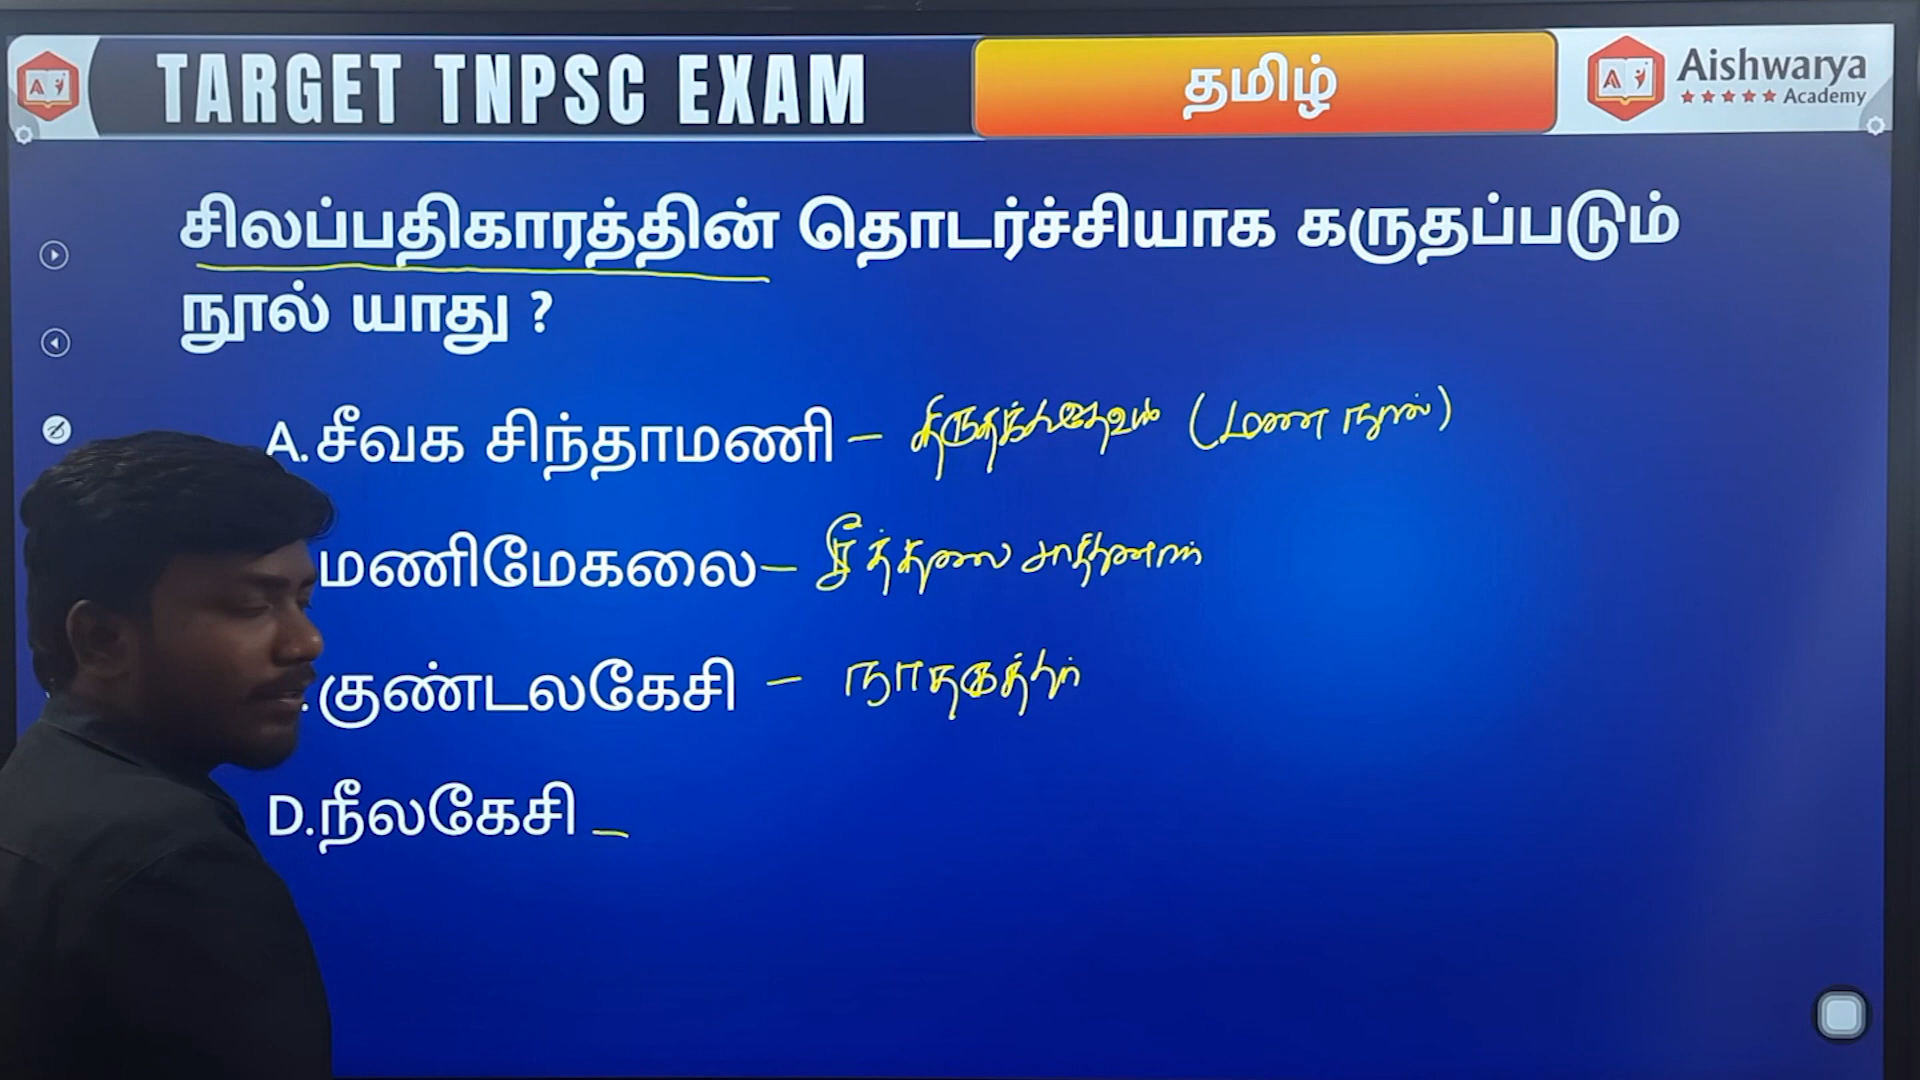 TARGET TNPSC EXAM
தமிழ்
Aishwarya
Academy
சிலப்பதிகாரத்தின் தொடர்ச்சியாக கருதப்படும்
நூல் யாது ?
A.சீவக சிந்தாமணி – திருதக்கதேவர் (மண நூல்)
மணிமேகலை – சீத்தலை சாத்தனார்
.குண்டலகேசி – நாதகுத்தர்
D.நீலகேசி –